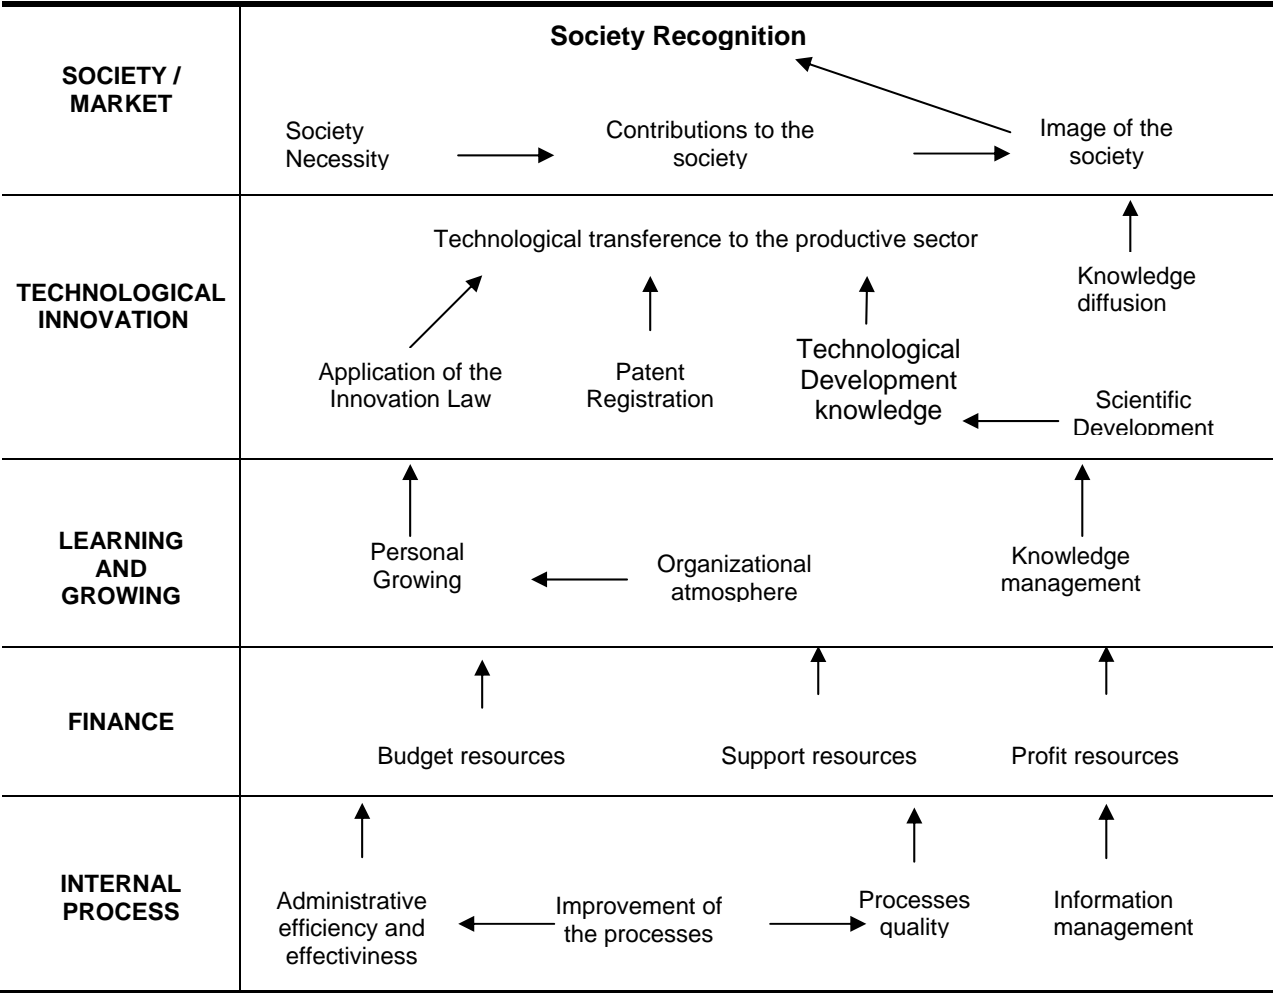 Society Recognition
SOCIETY /
MARKET
Society
Necessity
Contributions to the
society
Image of the
society
TECHNOLOGICAL
INNOVATION
Technological transference to the productive sector
Knowledge
diffusion
Application of the
Innovation Law
Patent
Registration
Technological
Development
knowledge
Scientific
Development
LEARNING
AND
GROWING
Personal
Growing
Organizational
atmosphere
Knowledge
management
FINANCE
Budget resources
Support resources
Profit resources
INTERNAL
PROCESS
Administrative
efficiency and
effectiviness
Improvement of
the processes
Processes
quality
Information
management